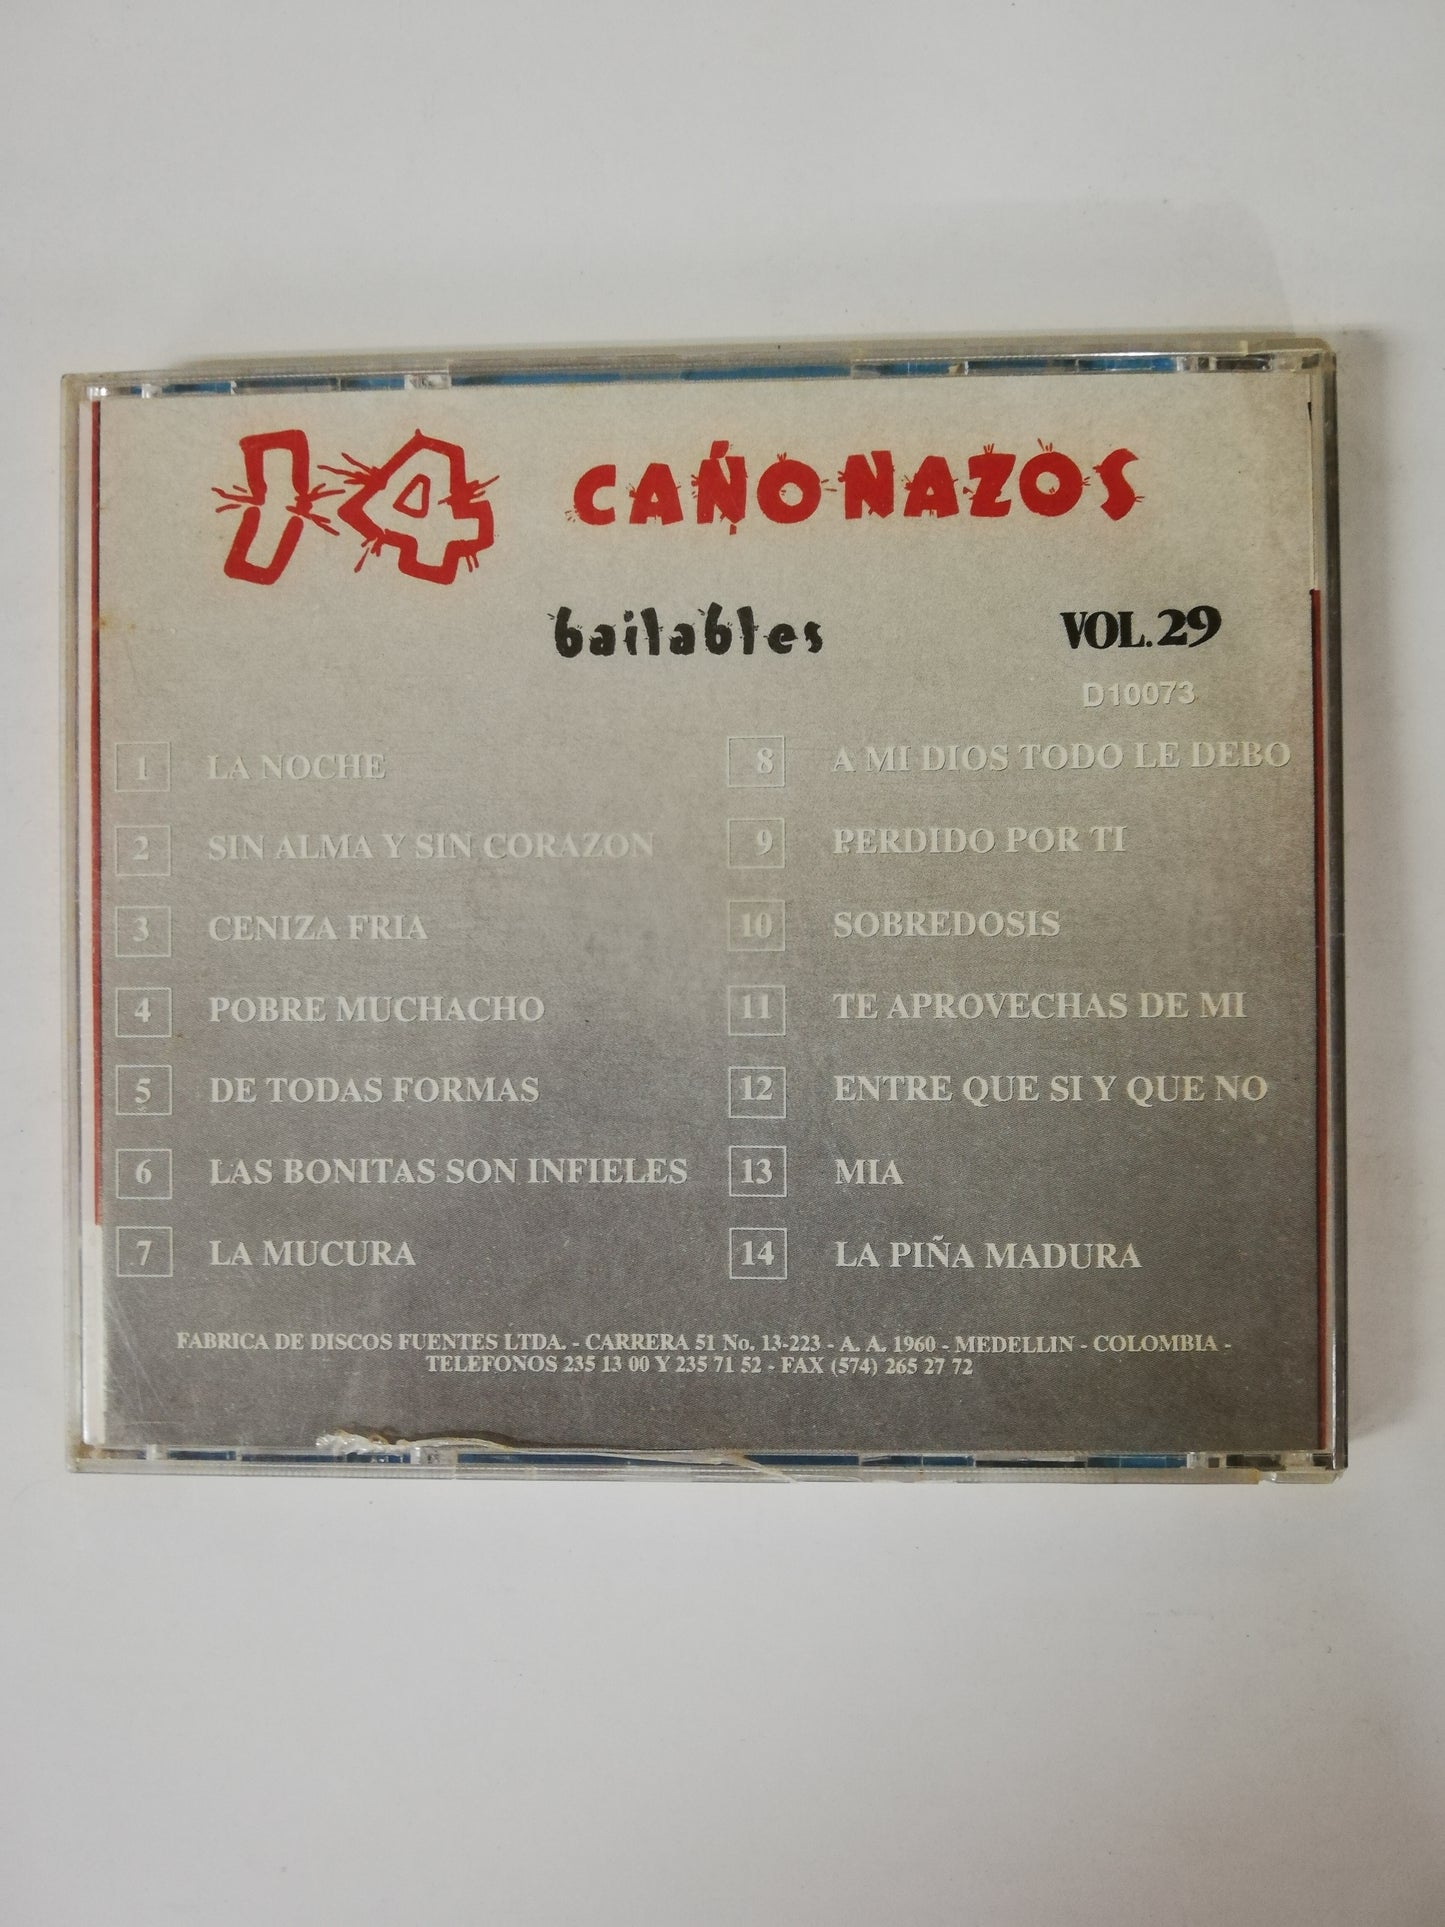 14 CAÑONAZOS
bailables VOL.29
D10073
1 LA NOCHE
2 SIN ALMA Y SIN CORAZON
3 CENIZA FRIA
4 POBRE MUCHACHO
5 DE TODAS FORMAS
6 LAS BONITAS SON INFIELES
7 LA MUCURA
8 A MI DIOS TODO LE DEBO
9 PERDIDO POR TI
10 SOBREDOSIS
11 TE APROVECHAS DE MI
12 ENTRE QUE SI Y QUE NO
13 MIA
14 LA PIÑA MADURA
FABRICA DE DISCOS FUENTES LTDA. - CARRERA 51 No. 13-223 - A. A. 1960 - MEDELLIN - COLOMBIA -
TELEFONOS 235 13 00 Y 235 71 52 - FAX (574) 265 27 72